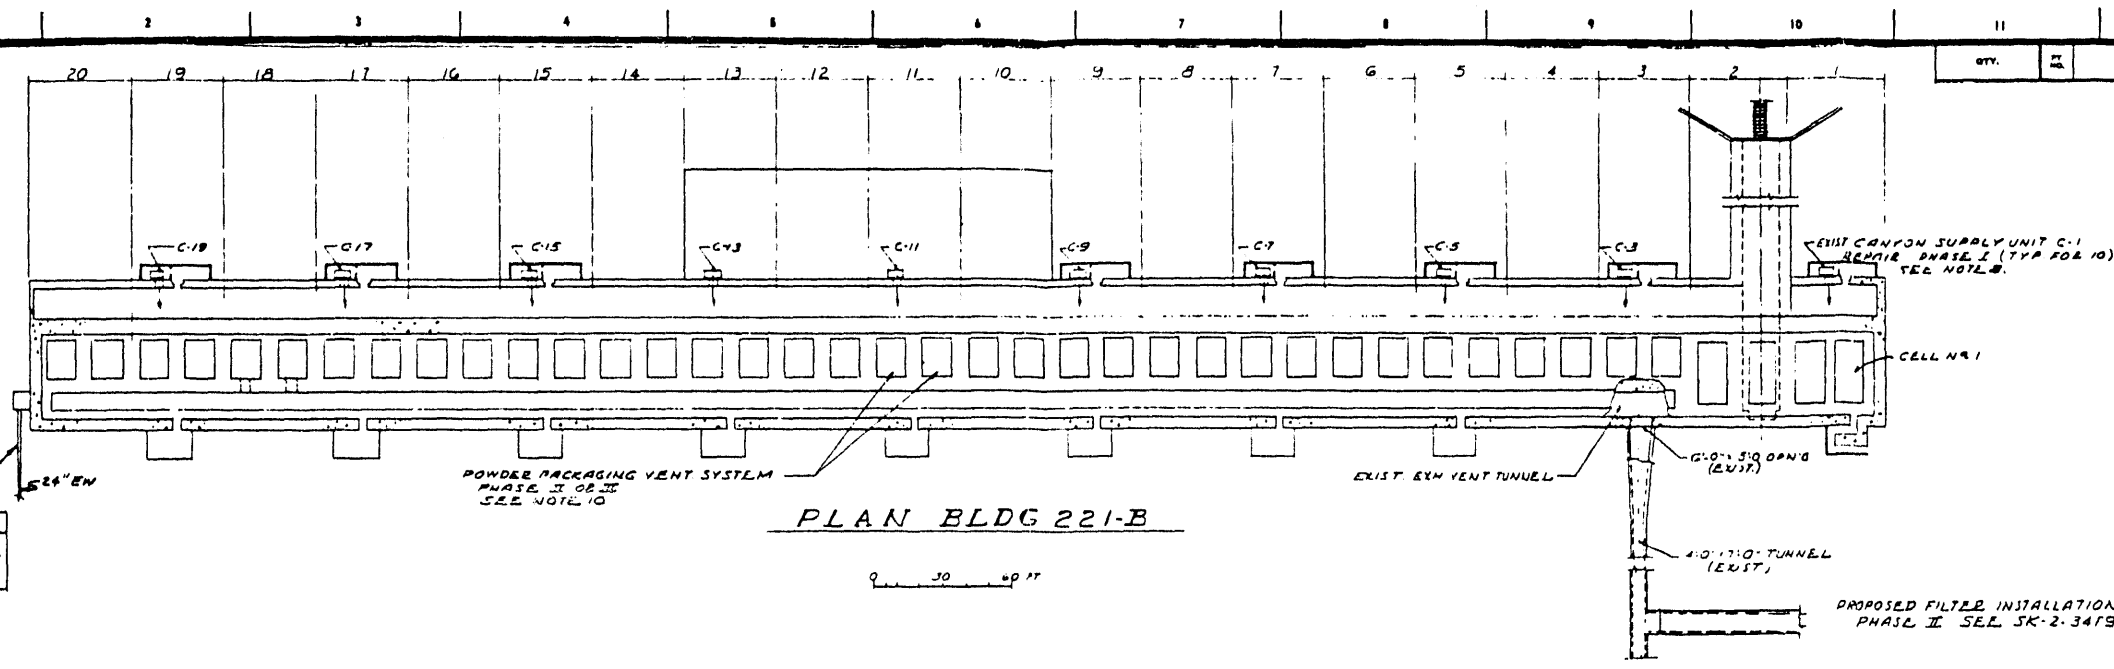 2 3 4 5 6 7 8 9 10 11
QTY. PT NO.
20 19 18 17 16 15 14 13 12 11 10 9 8 7 6 5 4 3 2 1
C-19 C-17 C-15 C-13 C-11 C-9 C-7 C-5 C-3
EXIST CANYON SUPPLY UNIT C-1
REPAIR PHASE I (TYP FOR 10)
SEE NOTE 8.
CELL Nº 1
24" EW
POWDER PACKAGING VENT SYSTEM
PHASE II OR III
SEE NOTE 10
EXIST. EXH VENT TUNNEL
6'-0" x 5'-0 OPN'G
(EXIST.)
PLAN BLDG 221-B
0 30 60 FT
4'-0" x 7'-0" TUNNEL
(EXIST)
PROPOSED FILTER INSTALLATION
PHASE II SEE